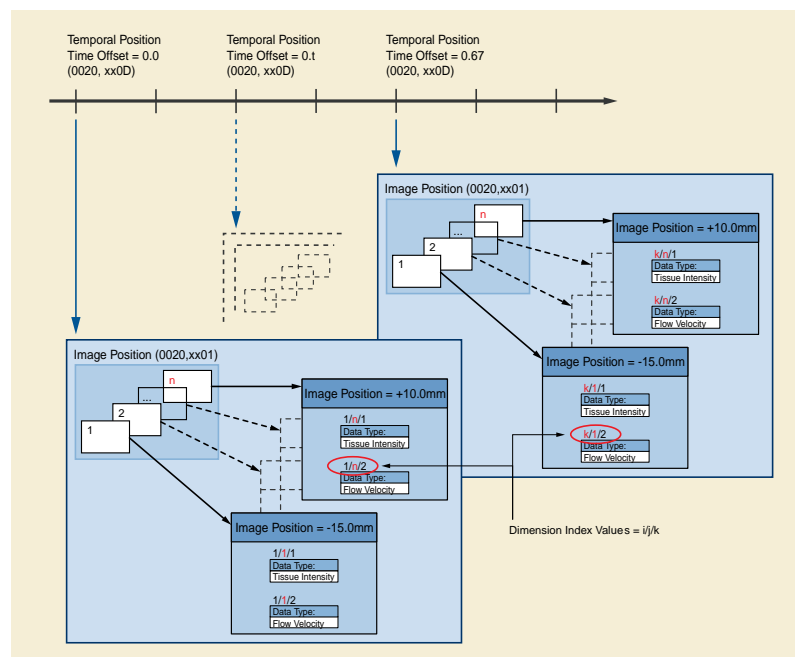 Temporal Position
Time Offset = 0.0
(0020, xx0D)
Temporal Position
Time Offset = 0.t
(0020, xx0D)
Temporal Position
Time Offset = 0.67
(0020, xx0D)
Image Position (0020,xx01)
n
...
2
1
Image Position = +10.0mm
k/n/1
Data Type:
Tissue Intensity
k/n/2
Data Type:
Flow Velocity
Image Position = -15.0mm
k/1/1
Data Type:
Tissue Intensity
k/1/2
Data Type:
Flow Velocity
Image Position (0020,xx01)
n
...
2
1
Image Position = +10.0mm
1/n/1
Data Type:
Tissue Intensity
1/n/2
Data Type:
Flow Velocity
Image Position = -15.0mm
1/1/1
Data Type:
Tissue Intensity
1/1/2
Data Type:
Flow Velocity
Dimension Index Values = i/j/k